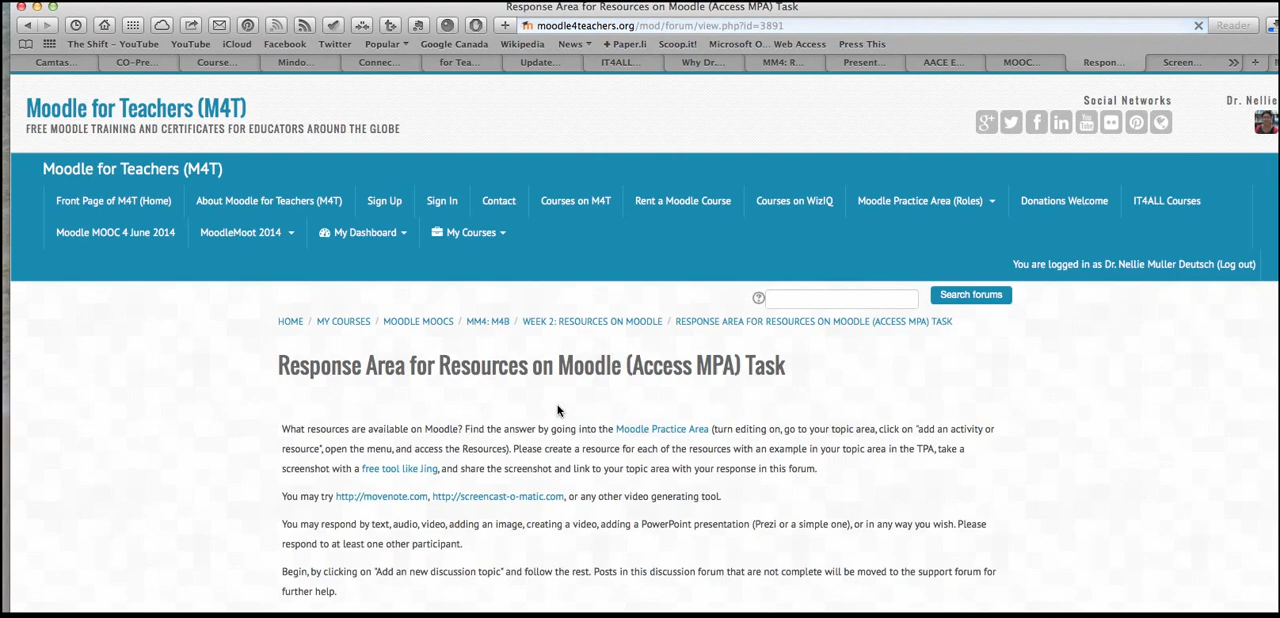 Response Area for Resources on Moodle (Access MPA) Task
moodle4teachers.org/mod/forum/view.php?id=3891
Reader
The Shift - YouTube YouTube iCloud Facebook Twitter Popular Google Canada Wikipedia News Paper.li Scoop.it! Microsoft O... Web Access Press This
Camtas... CO-Pre... Course... Mindo... Connec... for Tea... Update... IT4ALL... Why Dr.... MM4: R... Present... AACE E... MOOC... Respon... Screen...
Moodle for Teachers (M4T)
FREE MOODLE TRAINING AND CERTIFICATES FOR EDUCATORS AROUND THE GLOBE
Social Networks
Dr. Nellie
Moodle for Teachers (M4T)
Front Page of M4T (Home) About Moodle for Teachers (M4T) Sign Up Sign In Contact Courses on M4T Rent a Moodle Course Courses on WizIQ Moodle Practice Area (Roles) Donations Welcome IT4ALL Courses
Moodle MOOC 4 June 2014 MoodleMoot 2014 My Dashboard My Courses
You are logged in as Dr. Nellie Muller Deutsch (Log out)
Search forums
HOME / MY COURSES / MOODLE MOOCS / MM4: M4B / WEEK 2: RESOURCES ON MOODLE / RESPONSE AREA FOR RESOURCES ON MOODLE (ACCESS MPA) TASK
Response Area for Resources on Moodle (Access MPA) Task
What resources are available on Moodle? Find the answer by going into the Moodle Practice Area (turn editing on, go to your topic area, click on "add an activity or
resource", open the menu, and access the Resources). Please create a resource for each of the resources with an example in your topic area in the TPA, take a
screenshot with a free tool like Jing, and share the screenshot and link to your topic area with your response in this forum.
You may try http://movenote.com, http://screencast-o-matic.com, or any other video generating tool.
You may respond by text, audio, video, adding an image, creating a video, adding a PowerPoint presentation (Prezi or a simple one), or in any way you wish. Please
respond to at least one other participant.
Begin, by clicking on "Add an new discussion topic" and follow the rest. Posts in this discussion forum that are not complete will be moved to the support forum for
further help.